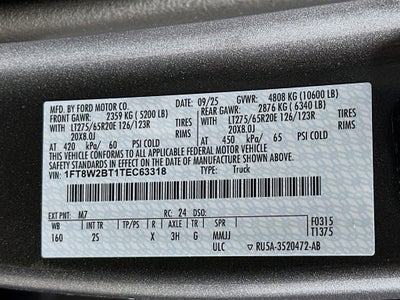 MFD. BY FORD MOTOR CO. 09/25 GVWR: 4808 KG (10600 LB)
FRONT GAWR: 2359 KG (5200 LB) REAR GAWR: 2876 KG (6340 LB)
WITH LT275/65R20E 126/123R WITH LT275/65R20E 126/123R
20X8.0J 20X8.0J
AT 420 kPa/ 60 PSI COLD AT 450 kPa/ 65 PSI COLD
THIS VEHICLE CONFORMS TO ALL APPLICABLE FEDERAL MOTOR VEHICLE
SAFETY STANDARDS IN EFFECT ON THE DATE OF MANUFACTURE SHOWN ABOVE.
VIN: 1FT8W2BT1TEC63318 TYPE: Truck
EXT PNT: M7 RC: 24 DSO:
WB INT TR TP/PS R AXLE TR SPR F0315
160 2S X 3H G MMJJ T1375
ULC RU5A-3520472-AB